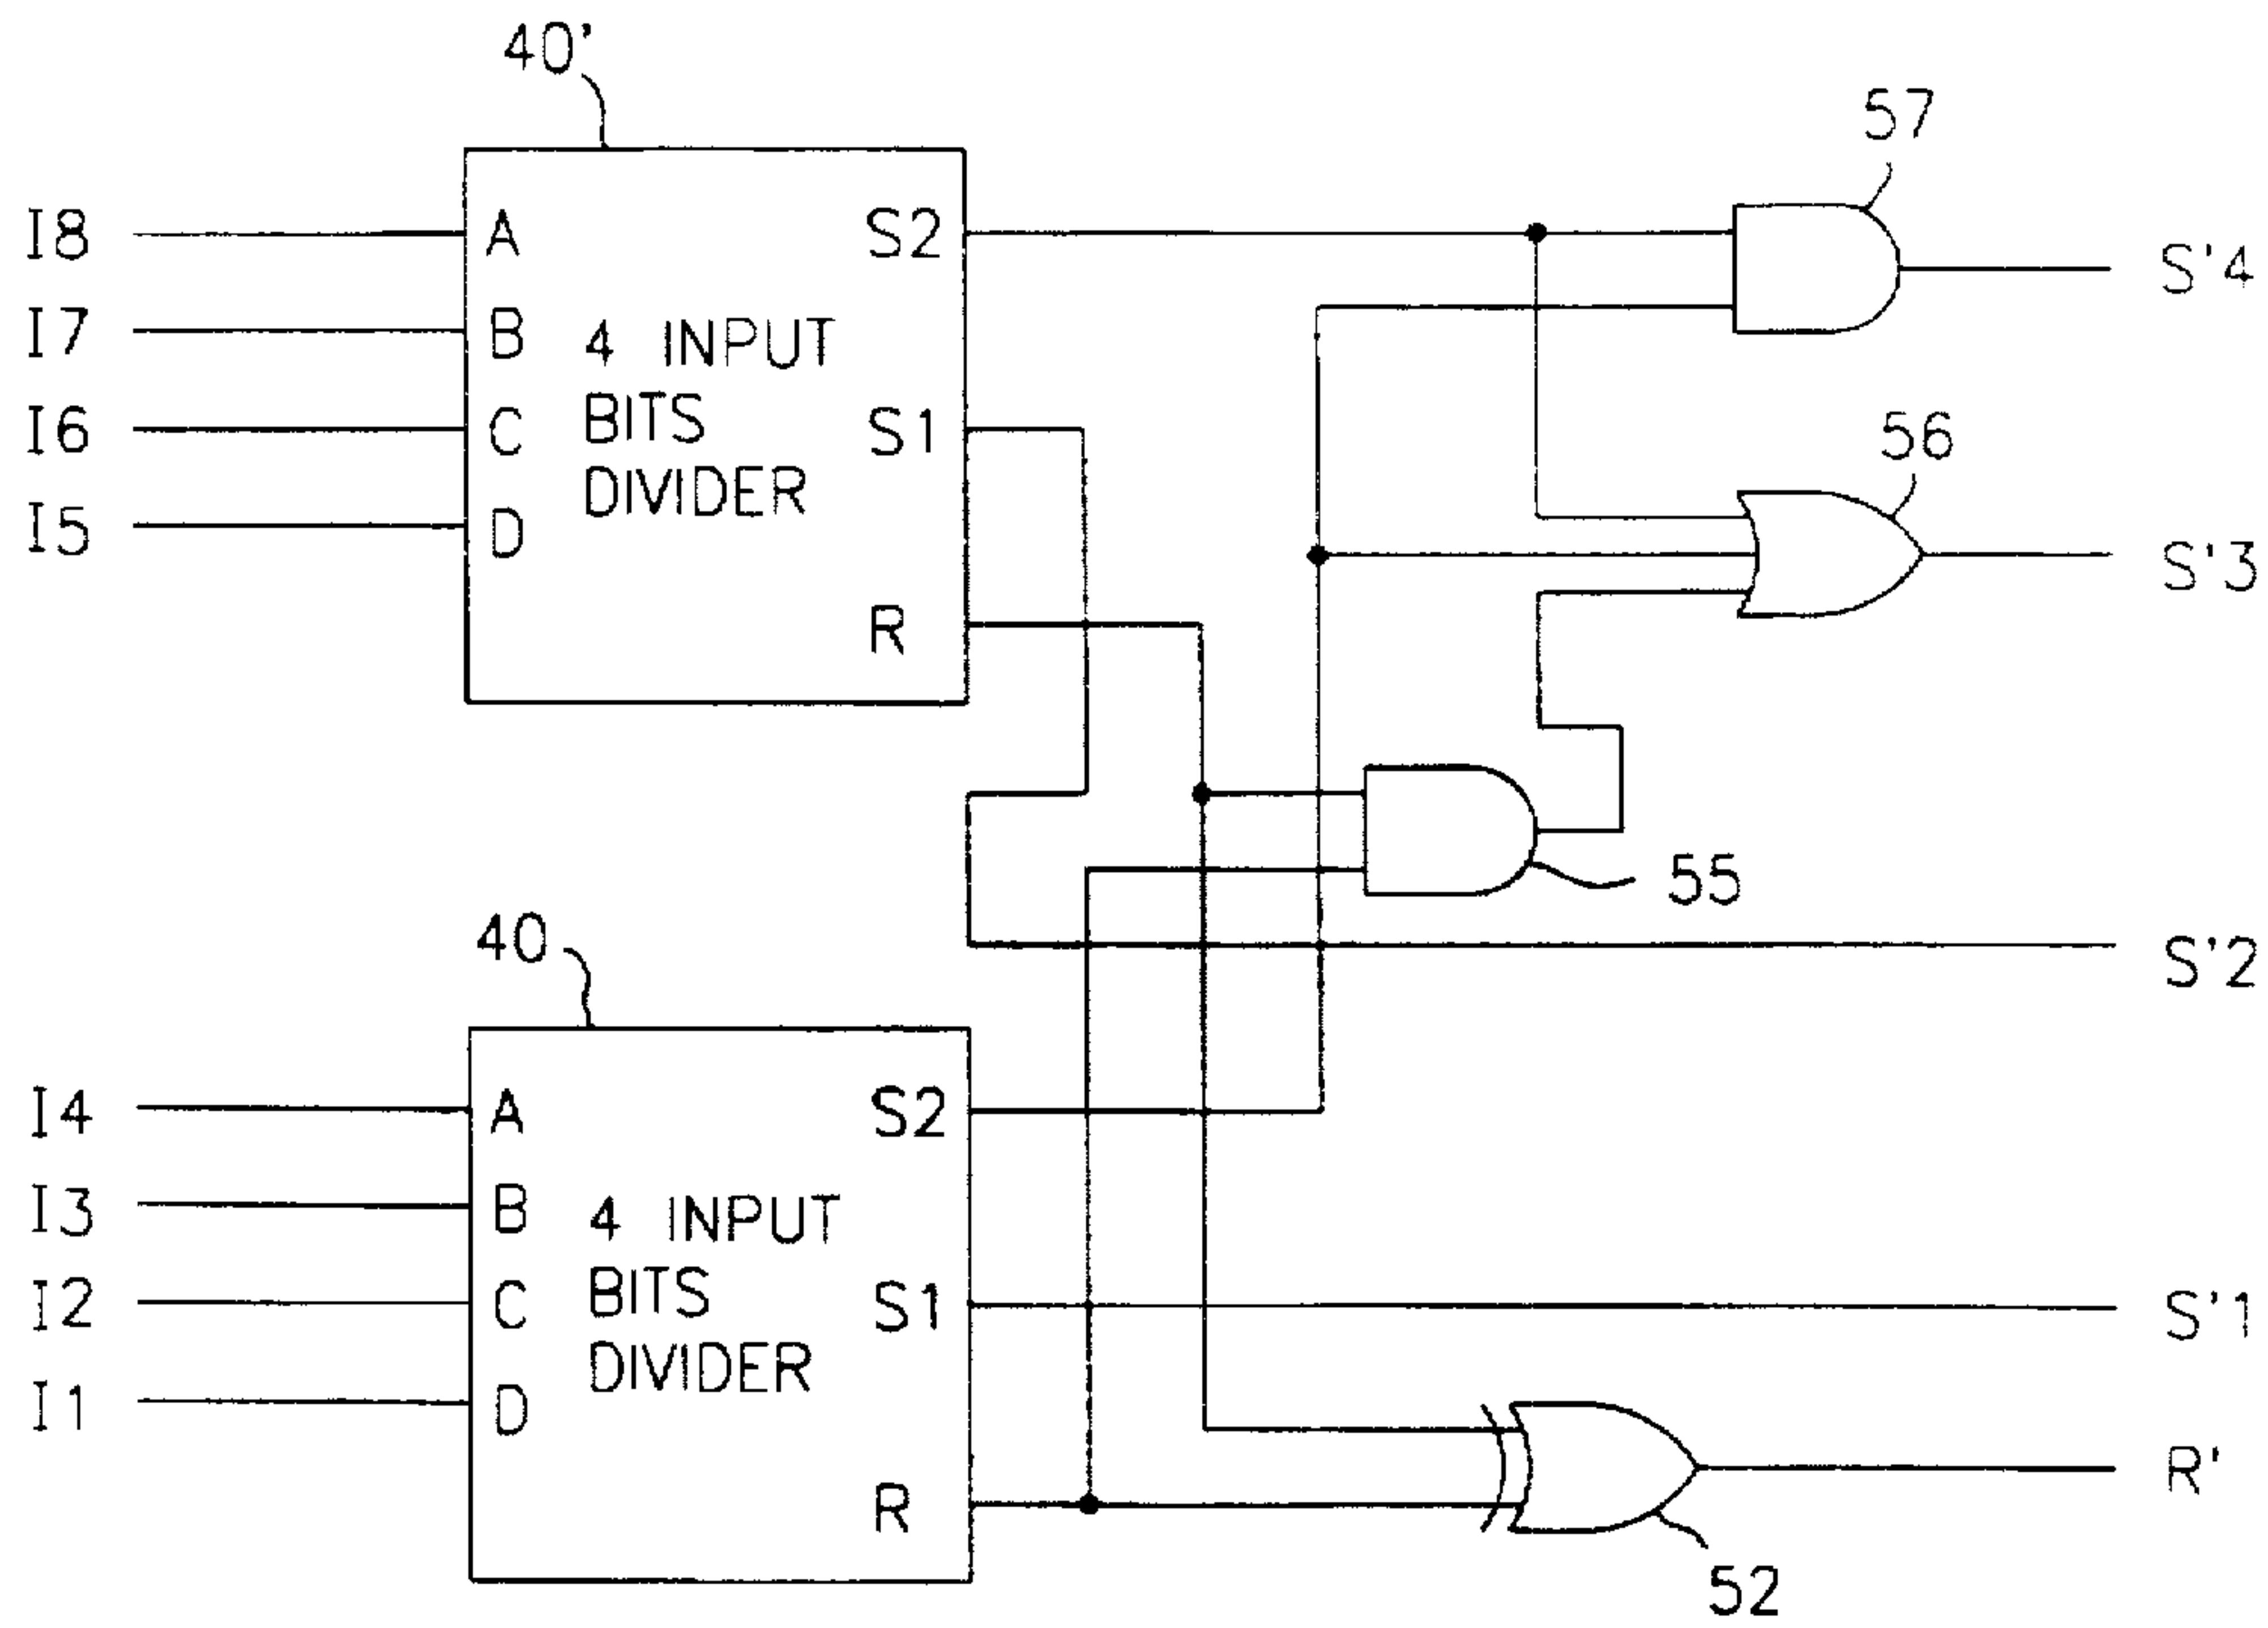 40'
57
I8 A S2
S'4
I7 B 4 INPUT
I6 C BITS S1
56
I5 D DIVIDER
S'3
R
55
40
S'2
I4 A S2
I3 B 4 INPUT
I2 C BITS S1
S'1
I1 D DIVIDER
R
R'
52